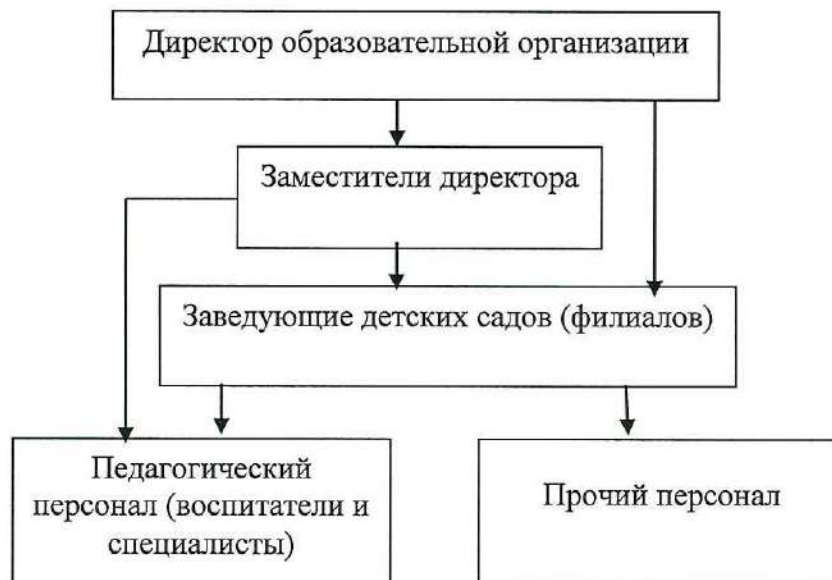 Директор образовательной организации
Заместители директора
Заведующие детских садов (филиалов)
Педагогический
персонал (воспитатели и
специалисты)
Прочий персонал